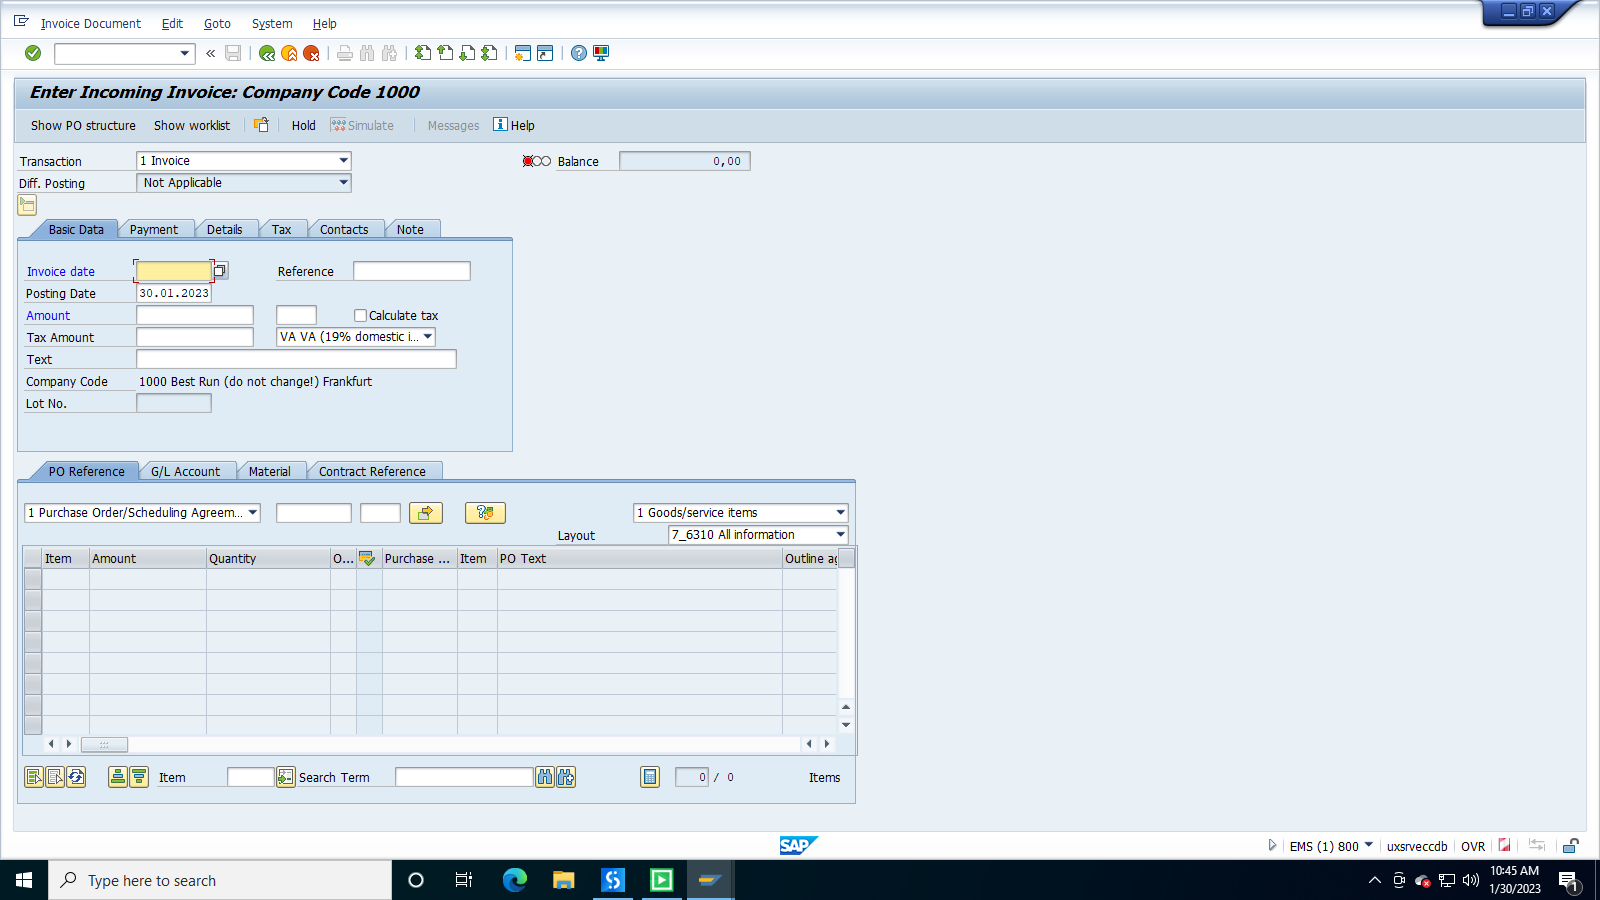 Invoice Document Edit Goto System Help
Enter Incoming Invoice: Company Code 1000
Show PO structure Show worklist Hold Simulate Messages Help
Transaction 1 Invoice Balance 0,00
Diff. Posting Not Applicable
Basic Data Payment Details Tax Contacts Note
Invoice date Reference
Posting Date 30.01.2023
Amount Calculate tax
Tax Amount VA VA (19% domestic i...
Text
Company Code 1000 Best Run (do not change!) Frankfurt
Lot No.
PO Reference G/L Account Material Contract Reference
1 Purchase Order/Scheduling Agreem... 1 Goods/service items
Layout 7_6310 All information
Item Amount Quantity O... Purchase ... Item PO Text Outline ag
Item Search Term 0 / 0 Items
SAP EMS (1) 800 uxsrveccdb OVR
Type here to search
10:45 AM
1/30/2023
1